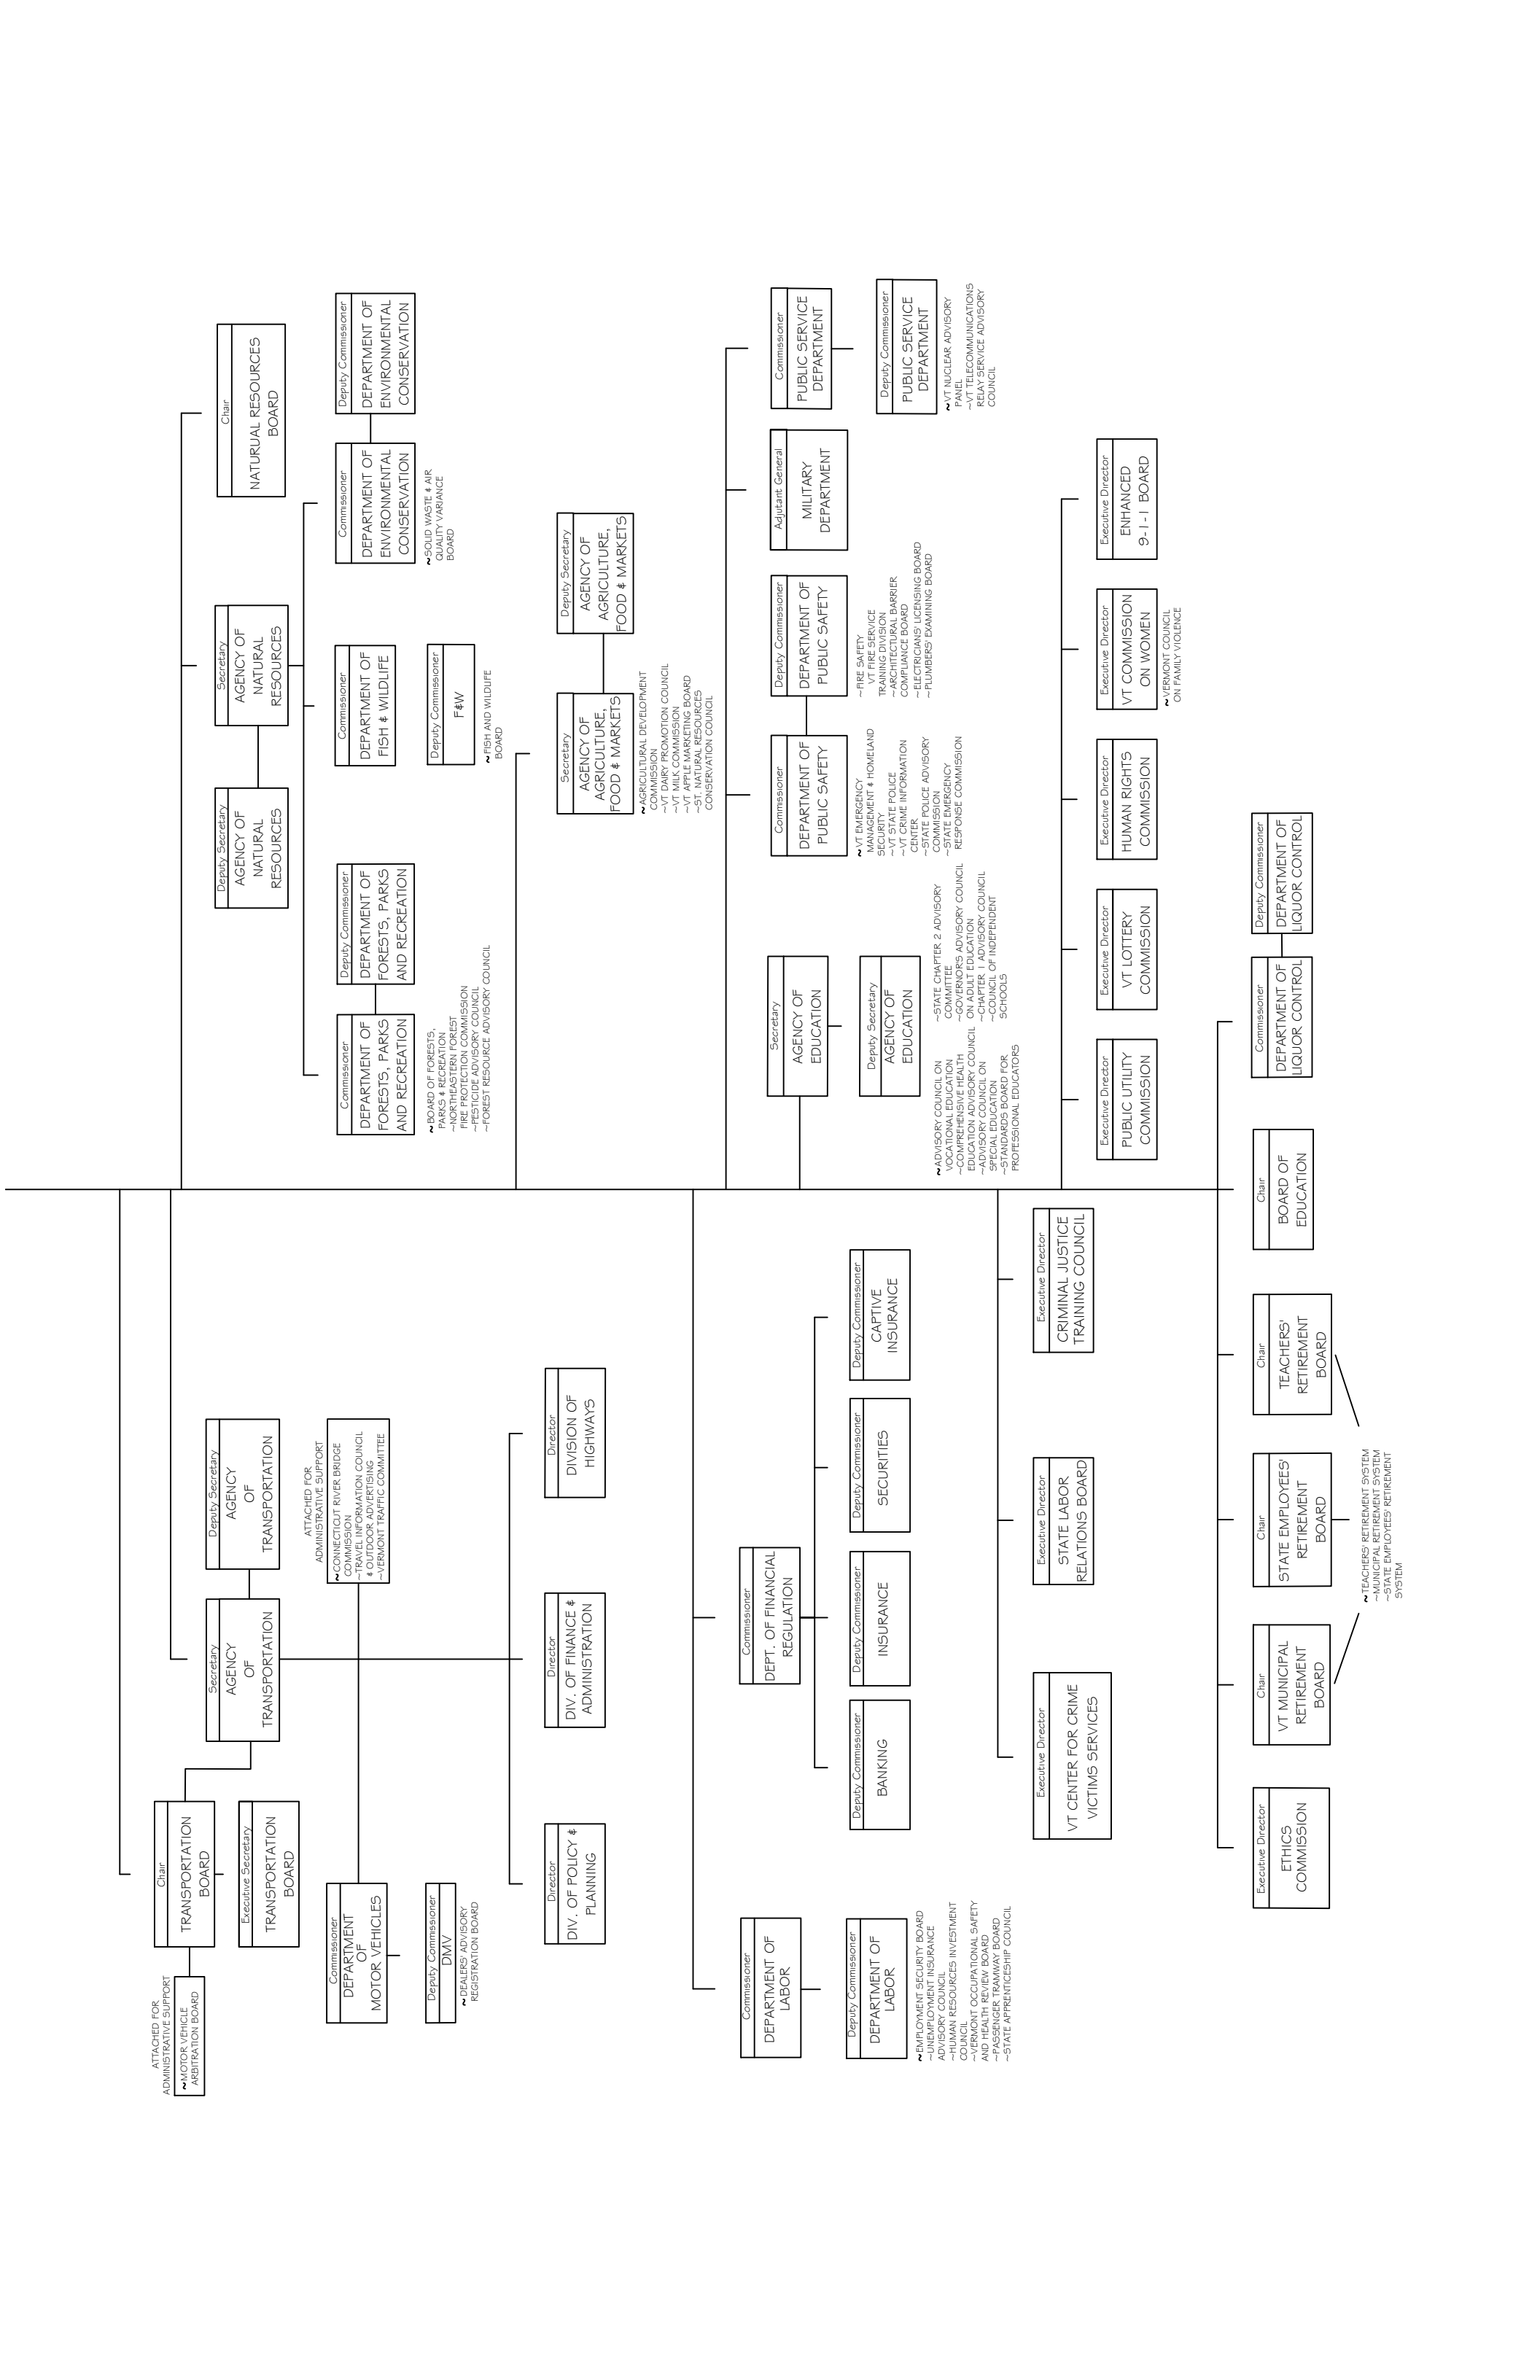 ATTACHED FOR
ADMINISTRATIVE SUPPORT
~MOTOR VEHICLE
ARBITRATION BOARD
Chair
TRANSPORTATION
BOARD
Executive Secretary
TRANSPORTATION
BOARD
Secretary
AGENCY
OF
TRANSPORTATION
Deputy Secretary
AGENCY
OF
TRANSPORTATION
ATTACHED FOR
ADMINISTRATIVE SUPPORT
~CONNECTICUT RIVER BRIDGE
COMMISSION
~TRAVEL INFORMATION COUNCIL
& OUTDOOR ADVERTISING
~VERMONT TRAFFIC COMMITTEE
Commissioner
DEPARTMENT
OF
MOTOR VEHICLES
Deputy Commissioner
DMV
~DEALERS' ADVISORY
REGISTRATION BOARD
Director
DIV. OF POLICY &
PLANNING
Director
DIV. OF FINANCE &
ADMINISTRATION
Director
DIVISION OF
HIGHWAYS
Deputy Secretary
AGENCY OF
NATURAL
RESOURCES
Secretary
AGENCY OF
NATURAL
RESOURCES
Chair
NATURUAL RESOURCES
BOARD
Commissioner
DEPARTMENT OF
FORESTS, PARKS
AND RECREATION
~BOARD OF FORESTS,
PARKS & RECREATION
~NORTHEASTERN FOREST
FIRE PROTECTION COMMISSION
~PESTICIDE ADVISORY COUNCIL
~FOREST RESOURCE ADVISORY COUNCIL
Deputy Commissioner
DEPARTMENT OF
FORESTS, PARKS
AND RECREATION
Commissioner
DEPARTMENT OF
FISH & WILDLIFE
Deputy Commissioner
F&W
~FISH AND WILDLIFE
BOARD
Commissioner
DEPARTMENT OF
ENVIRONMENTAL
CONSERVATION
~SOLID WASTE & AIR
QUALITY VARIANCE
BOARD
Deputy Commissioner
DEPARTMENT OF
ENVIRONMENTAL
CONSERVATION
Secretary
AGENCY OF
AGRICULTURE,
FOOD & MARKETS
~AGRICULTURAL DEVELOPMENT
COMMISSION
~VT DAIRY PROMOTION COUNCIL
~VT MILK COMMISSION
~VT APPLE MARKETING BOARD
~ST. NATURAL RESOURCES
CONSERVATION COUNCIL
Deputy Secretary
AGENCY OF
AGRICULTURE,
FOOD & MARKETS
Commissioner
DEPARTMENT OF
LABOR
Deputy Commissioner
DEPARTMENT OF
LABOR
~EMPLOYMENT SECURITY BOARD
~UNEMPLOYMENT INSURANCE
ADVISORY COUNCIL
~HUMAN RESOURCES INVESTMENT
COUNCIL
~VERMONT OCCUPATIONAL SAFETY
AND HEALTH REVIEW BOARD
~PASSENGER TRAMWAY BOARD
~STATE APPRENTICESHIP COUNCIL
Commissioner
DEPT. OF FINANCIAL
REGULATION
Deputy Commissioner
BANKING
Deputy Commissioner
INSURANCE
Deputy Commissioner
SECURITIES
Deputy Commissioner
CAPTIVE
INSURANCE
Secretary
AGENCY OF
EDUCATION
Deputy Secretary
AGENCY OF
EDUCATION
~ADVISORY COUNCIL ON
VOCATIONAL EDUCATION
~COMPREHENSIVE HEALTH
EDUCATION ADVISORY COUNCIL
~ADVISORY COUNCIL ON
SPECIAL EDUCATION
~STANDARDS BOARD FOR
PROFESSIONAL EDUCATORS
~STATE CHAPTER 2 ADVISORY
COMMITTEE
~GOVERNOR'S ADVISORY COUNCIL
ON ADULT EDUCATION
~CHAPTER 1 ADVISORY COUNCIL
~COUNCIL OF INDEPENDENT
SCHOOLS
Commissioner
DEPARTMENT OF
PUBLIC SAFETY
~VT EMERGENCY
MANAGEMENT & HOMELAND
SECURITY
~VT STATE POLICE
~VT CRIME INFORMATION
CENTER
~STATE POLICE ADVISORY
COMMISSION
~STATE EMERGENCY
RESPONSE COMMISSION
Deputy Commissioner
DEPARTMENT OF
PUBLIC SAFETY
~FIRE SAFETY
VT FIRE SERVICE
TRAINING DIVISION
~ARCHITECTURAL BARRIER
COMPLIANCE BOARD
~ELECTRICIANS' LICENSING BOARD
~PLUMBERS' EXAMINING BOARD
Adjutant General
MILITARY
DEPARTMENT
Commissioner
PUBLIC SERVICE
DEPARTMENT
Deputy Commissioner
PUBLIC SERVICE
DEPARTMENT
~VT NUCLEAR ADVISORY
PANEL
~VT TELECOMMUNICATIONS
RELAY SERVICE ADVISORY
COUNCIL
Executive Director
VT CENTER FOR CRIME
VICTIMS SERVICES
Executive Director
STATE LABOR
RELATIONS BOARD
Executive Director
CRIMINAL JUSTICE
TRAINING COUNCIL
Executive Director
PUBLIC UTILITY
COMMISSION
Executive Director
VT LOTTERY
COMMISSION
Executive Director
HUMAN RIGHTS
COMMISSION
Executive Director
VT COMMISSION
ON WOMEN
~VERMONT COUNCIL
ON FAMILY VIOLENCE
Executive Director
ENHANCED
9-1-1 BOARD
Executive Director
ETHICS
COMMISSION
Chair
VT MUNICIPAL
RETIREMENT
BOARD
Chair
STATE EMPLOYEES'
RETIREMENT
BOARD
Chair
TEACHERS'
RETIREMENT
BOARD
~TEACHERS' RETIREMENT SYSTEM
~MUNICIPAL RETIREMENT SYSTEM
~STATE EMPLOYEES' RETIREMENT
SYSTEM
Chair
BOARD OF
EDUCATION
Commissioner
DEPARTMENT OF
LIQUOR CONTROL
Deputy Commissioner
DEPARTMENT OF
LIQUOR CONTROL